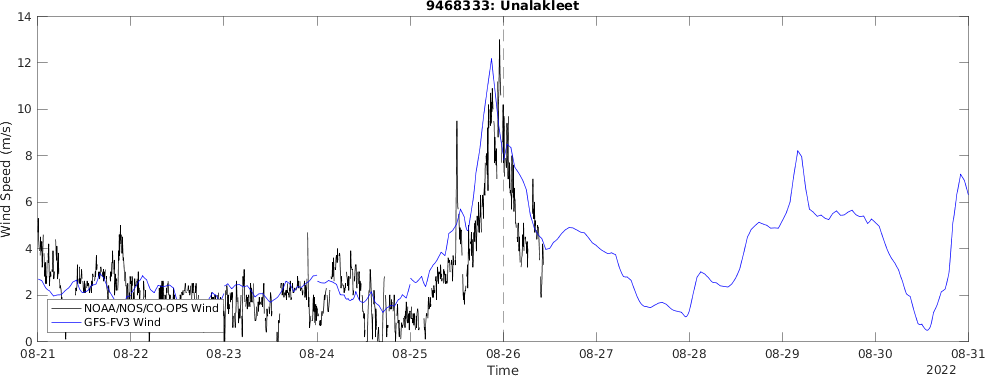 9468333: Unalakleet
14
12
10
8
6
4
2
0
Wind Speed (m/s)
NOAA/NOS/CO-OPS Wind
GFS-FV3 Wind
08-21 08-22 08-23 08-24 08-25 08-26 08-27 08-28 08-29 08-30 08-31
Time
2022